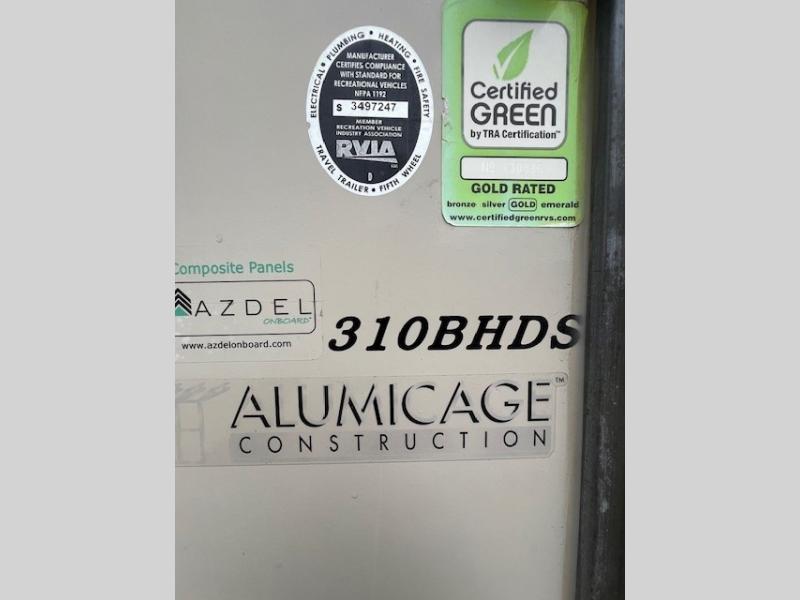 ELECTRICAL • PLUMBING • HEATING • FIRE SAFETY
MANUFACTURER
CERTIFIES COMPLIANCE
WITH STANDARD FOR
RECREATIONAL VEHICLES
NFPA 1192
S 3497247
MEMBER
RECREATION VEHICLE
INDUSTRY ASSOCIATION
RVIA
D
TRAVEL TRAILER • FIFTH WHEEL
Certified
GREEN
by TRA Certification™
GOLD RATED
bronze silver GOLD emerald
www.certifiedgreenrvs.com
Composite Panels
AZDEL
ONBOARD®
www.azdelonboard.com
310BHDS
ALUMICAGE™
CONSTRUCTION